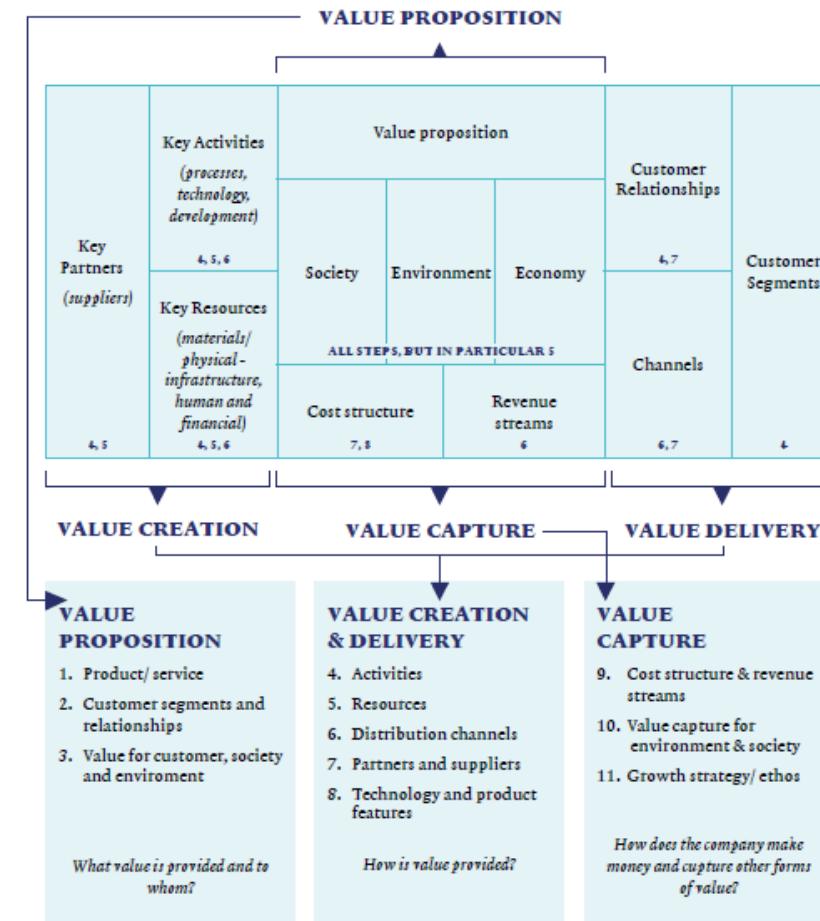 VALUE PROPOSITION
Value proposition
Key Activities
(processes,
technology,
development)
4, 5, 6
Customer
Relationships
4, 7
Key
Partners
(suppliers)
4, 5
Society
Environment
Economy
ALL STEPS, BUT IN PARTICULAR 5
Customer
Segments
4
Key Resources
(materials/
physical-
infrastructure,
human and
financial)
4, 5, 6
Channels
6, 7
Cost structure
7, 8
Revenue
streams
6
VALUE CREATION
VALUE CAPTURE
VALUE DELIVERY
VALUE
PROPOSITION
1. Product/ service
2. Customer segments and
relationships
3. Value for customer, society
and enviroment
What value is provided and to
whom?
VALUE CREATION
& DELIVERY
4. Activities
5. Resources
6. Distribution channels
7. Partners and suppliers
8. Technology and product
features
How is value provided?
VALUE
CAPTURE
9. Cost structure & revenue
streams
10. Value capture for
environment & society
11. Growth strategy/ ethos
How does the company make
money and cupture other forms
of value?